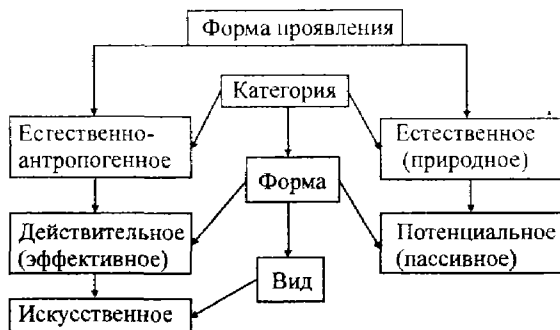 Форма проявления
Категория
Естественно-
антропогенное
Естественное
(природное)
Форма
Действительное
(эффективное)
Потенциальное
(пассивное)
Вид
Искусственное